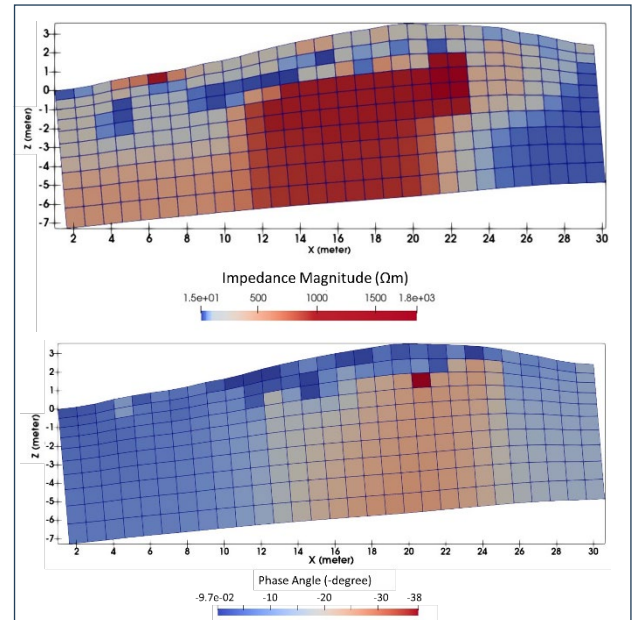 3
2
1
0
-1
-2
-3
-4
-5
-6
-7
Z (meter)
2 4 6 8 10 12 14 16 18 20 22 24 26 28 30
X (meter)
Impedance Magnitude (Ωm)
1.5e+01 500 1000 1500 1.8e+03
3
2
1
0
-1
-2
-3
-4
-5
-6
-7
Z (meter)
2 4 6 8 10 12 14 16 18 20 22 24 26 28 30
X (meter)
Phase Angle (-degree)
-9.7e-02 -10 -20 -30 -38